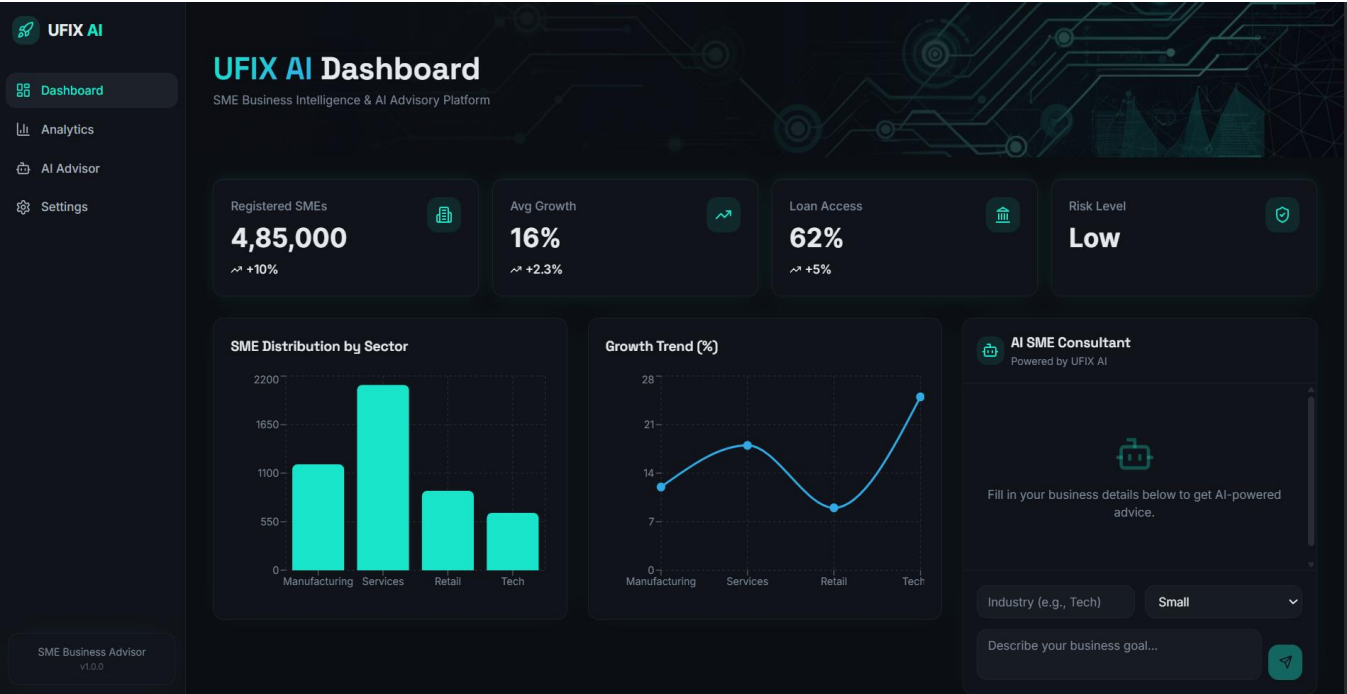 UFIX AI
Dashboard
Analytics
AI Advisor
Settings
SME Business Advisor
v1.0.0
UFIX AI Dashboard
SME Business Intelligence & AI Advisory Platform
Registered SMEs
4,85,000
+10%
Avg Growth
16%
+2.3%
Loan Access
62%
+5%
Risk Level
Low
SME Distribution by Sector
2200
1650
1100
550
0
Manufacturing Services Retail Tech
Growth Trend (%)
28
21
14
7
0
Manufacturing Services Retail Tech
AI SME Consultant
Powered by UFIX AI
Fill in your business details below to get AI-powered
advice.
Industry (e.g., Tech) Small
Describe your business goal...